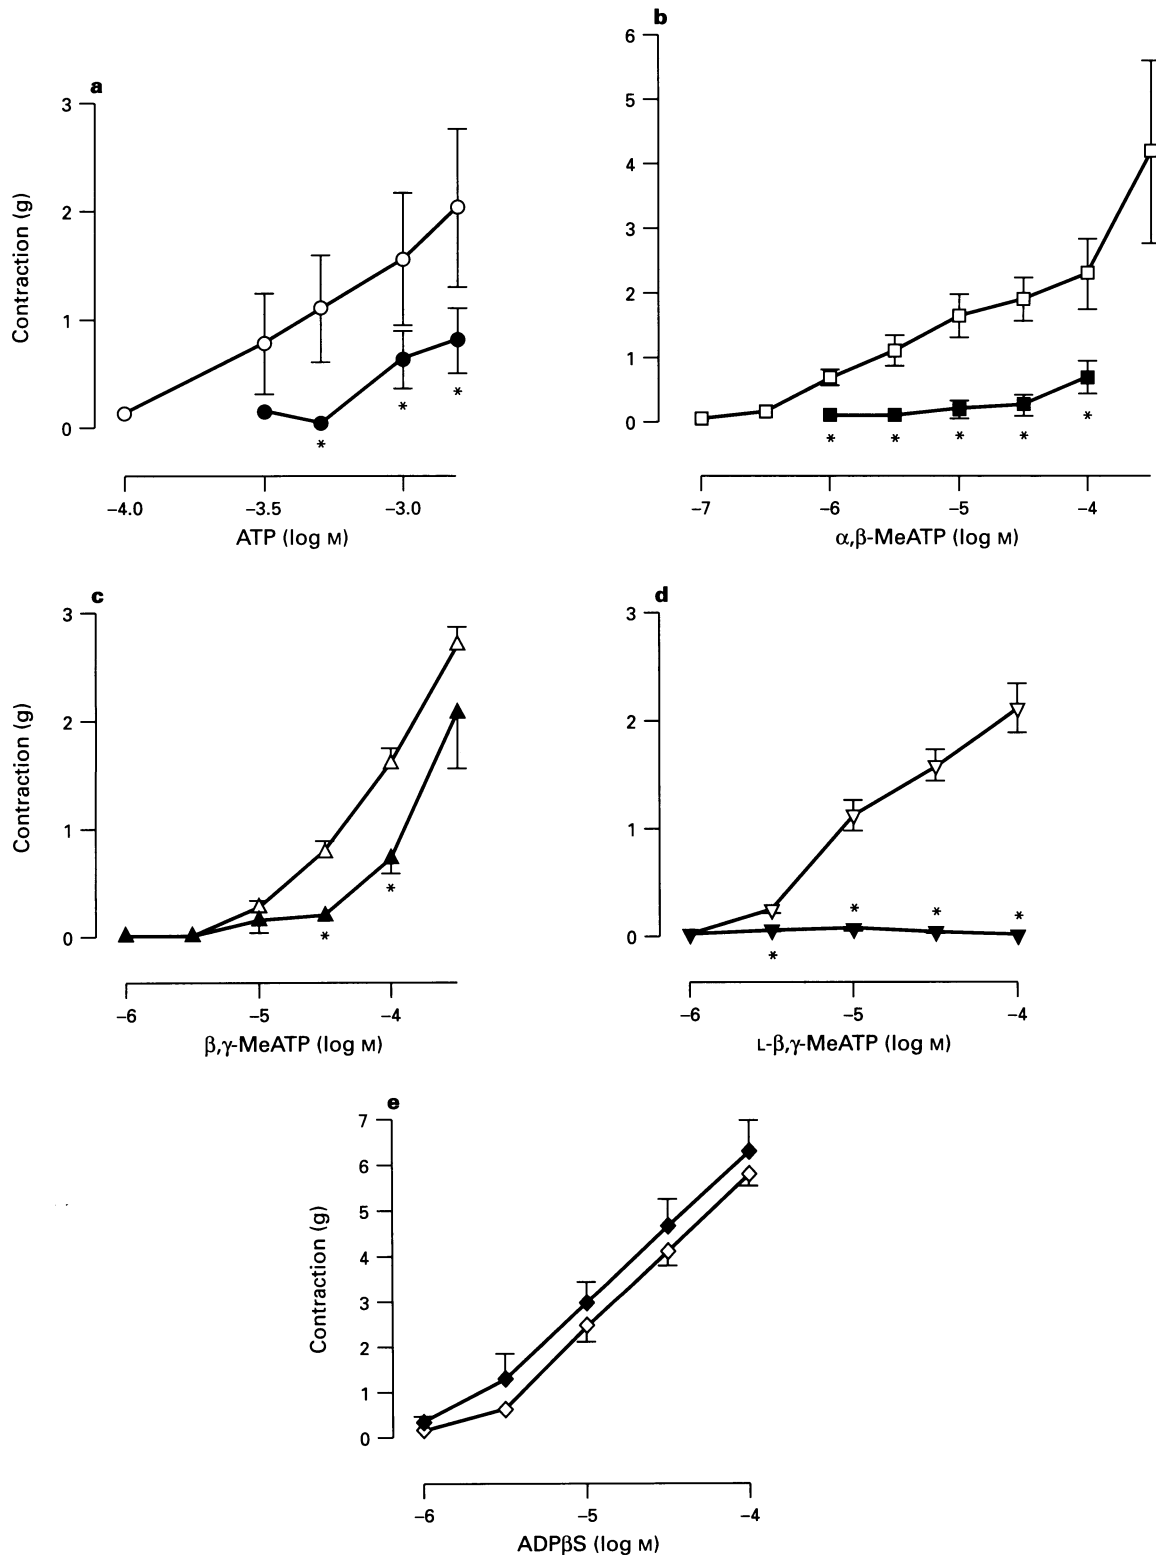 a
3
2
1
0
Contraction (g)
*
*
*
–4.0 –3.5 –3.0
ATP (log M)
b
6
5
4
3
2
1
0
* * * * *
–7 –6 –5 –4
α,β-MeATP (log M)
c
3
2
1
0
Contraction (g)
*
*
–6 –5 –4
β,γ-MeATP (log M)
d
3
2
1
0
* * *
*
–6 –5 –4
L-β,γ-MeATP (log M)
e
7
6
5
4
3
2
1
0
Contraction (g)
–6 –5 –4
ADPβS (log M)